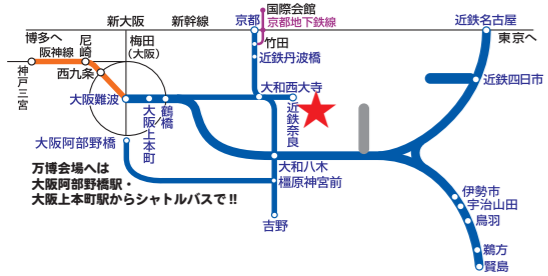 国際会館
京都地下鉄線
新大阪
新幹線
京都
近鉄名古屋
博多へ
尼崎
梅田
(大阪)
竹田
東京へ
阪神線
近鉄丹波橋
神戸三宮
西九条
近鉄四日市
大和西大寺
大阪難波
鶴橋
大阪上本町
近鉄奈良
大阪阿部野橋
大和八木
万博会場へは
大阪阿部野橋駅・
大阪上本町駅からシャトルバスで!!
橿原神宮前
伊勢市
宇治山田
鳥羽
吉野
鵜方
賢島